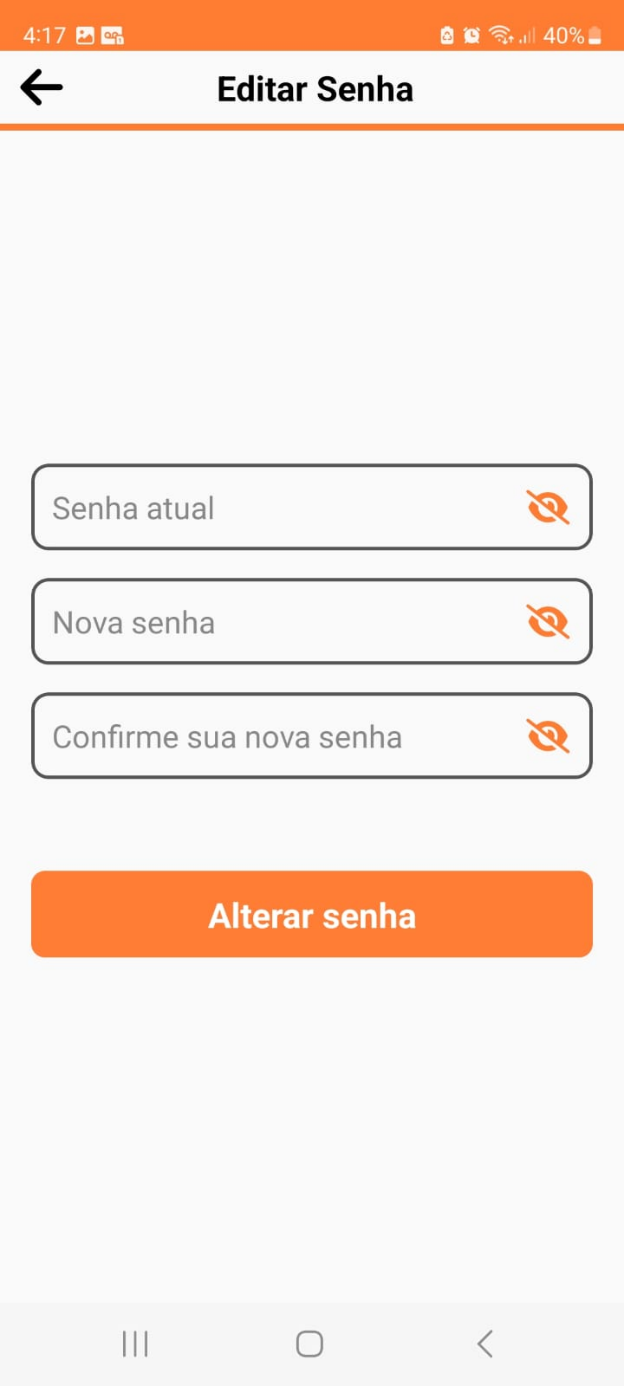 4:17 40%
Editar Senha
Senha atual
Nova senha
Confirme sua nova senha
Alterar senha